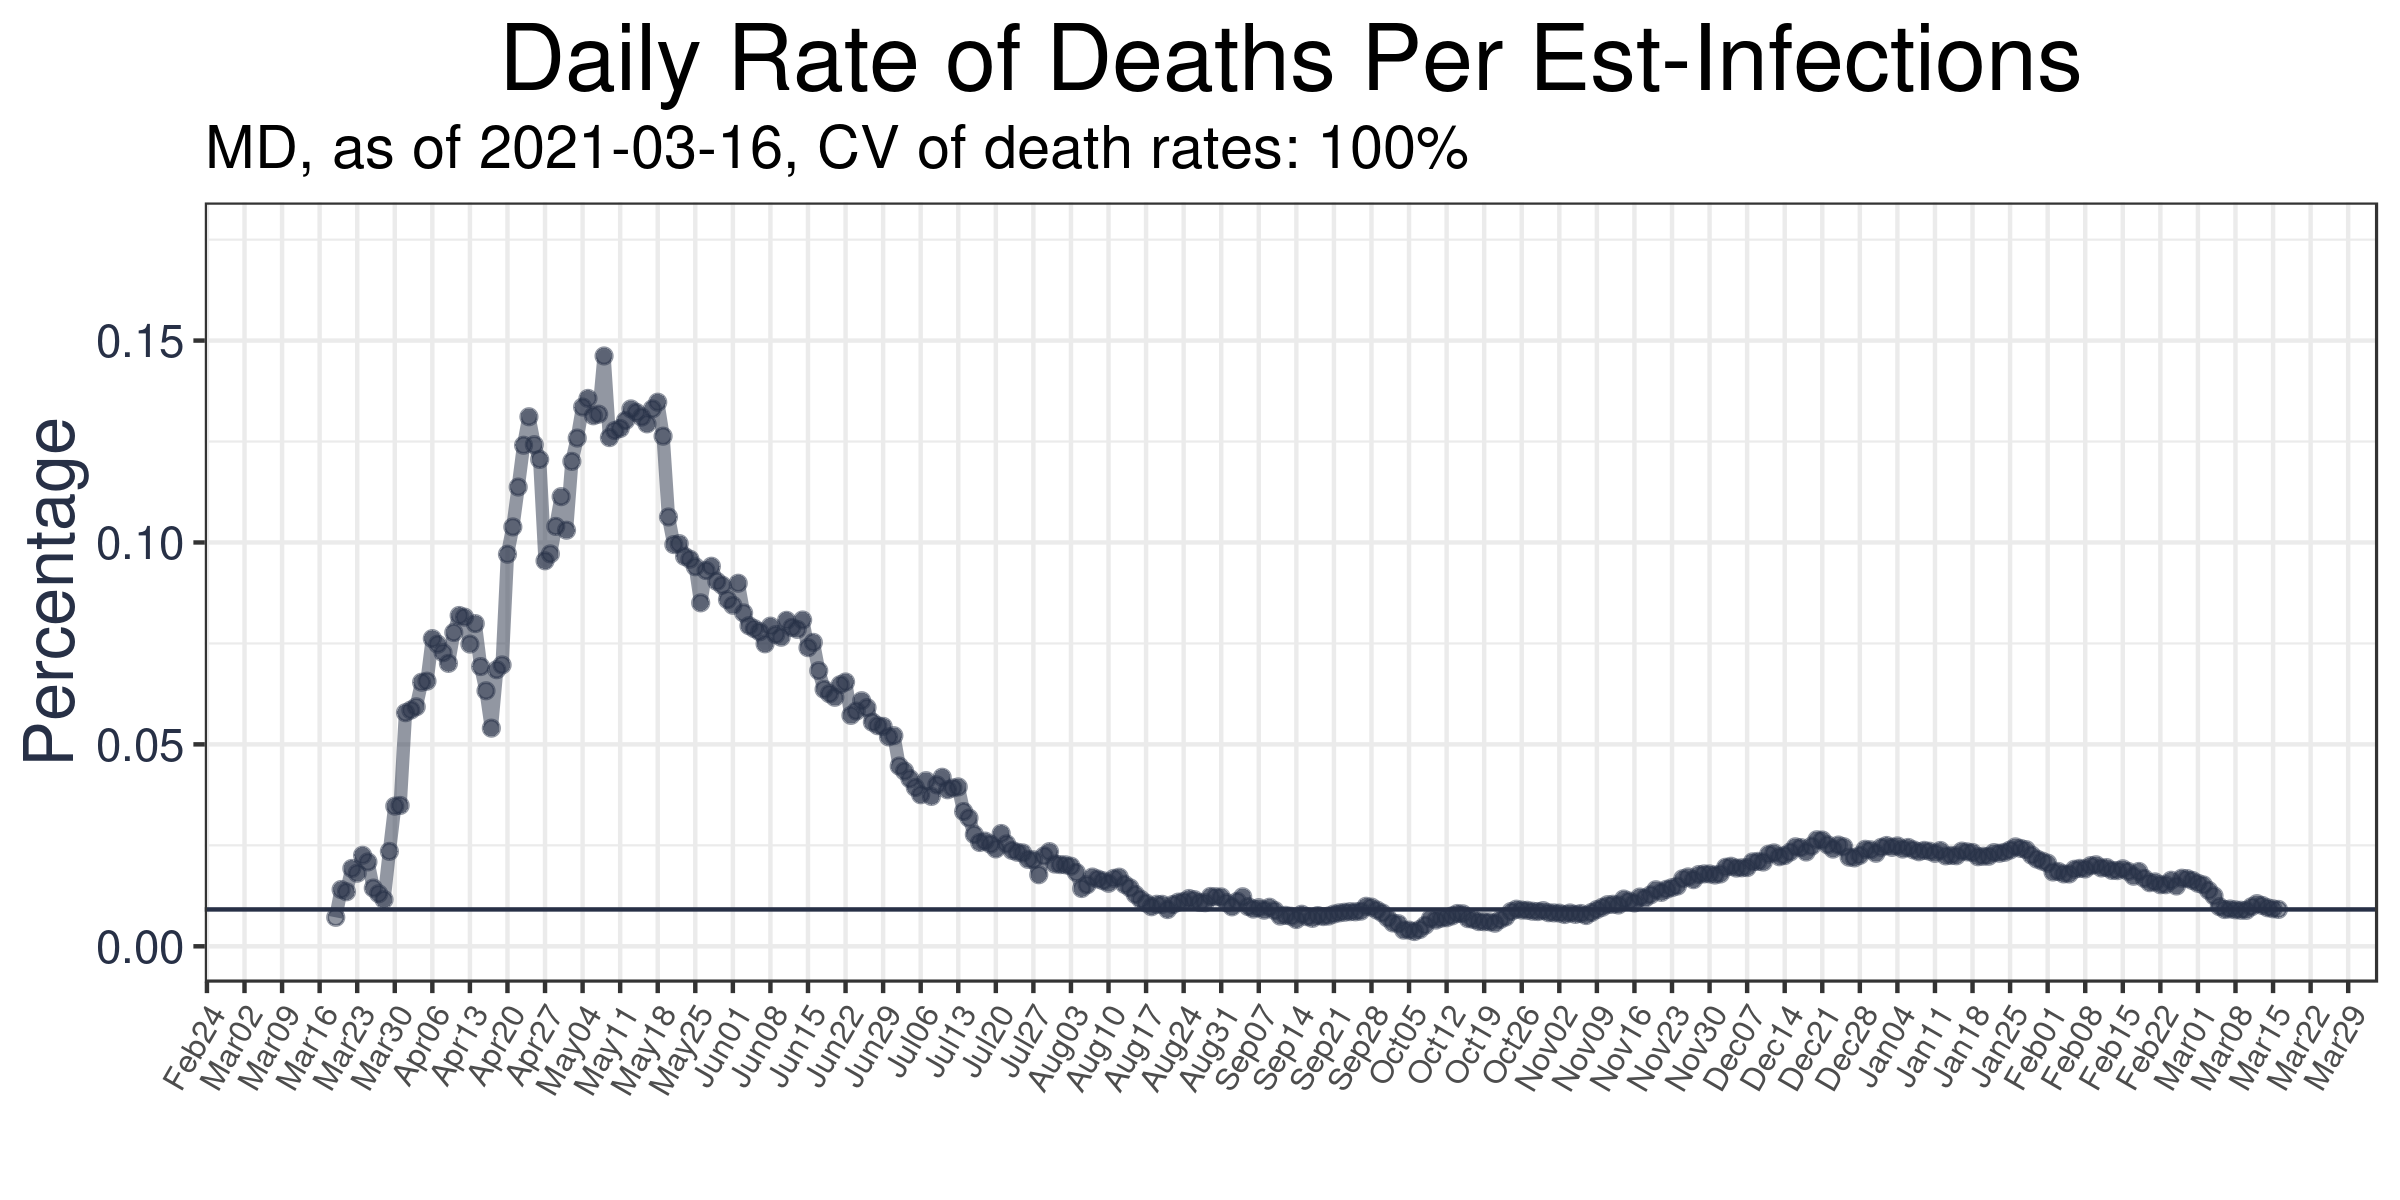 Daily Rate of Deaths Per Est-Infections
MD, as of 2021-03-16, CV of death rates: 100%
Percentage
0.15
0.10
0.05
0.00
Feb24
Mar02
Mar09
Mar16
Mar23
Mar30
Apr06
Apr13
Apr20
Apr27
May04
May11
May18
May25
Jun01
Jun08
Jun15
Jun22
Jun29
Jul06
Jul13
Jul20
Jul27
Aug03
Aug10
Aug17
Aug24
Aug31
Sep07
Sep14
Sep21
Sep28
Oct05
Oct12
Oct19
Oct26
Nov02
Nov09
Nov16
Nov23
Nov30
Dec07
Dec14
Dec21
Dec28
Jan04
Jan11
Jan18
Jan25
Feb01
Feb08
Feb15
Feb22
Mar01
Mar08
Mar15
Mar22
Mar29